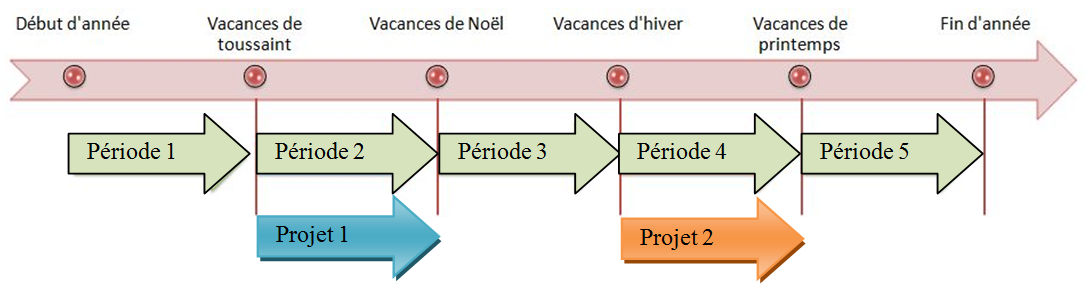 Début d'année
Vacances de
toussaint
Vacances de Noël
Vacances d'hiver
Vacances de
printemps
Fin d'année
Période 1
Période 2
Période 3
Période 4
Période 5
Projet 1
Projet 2